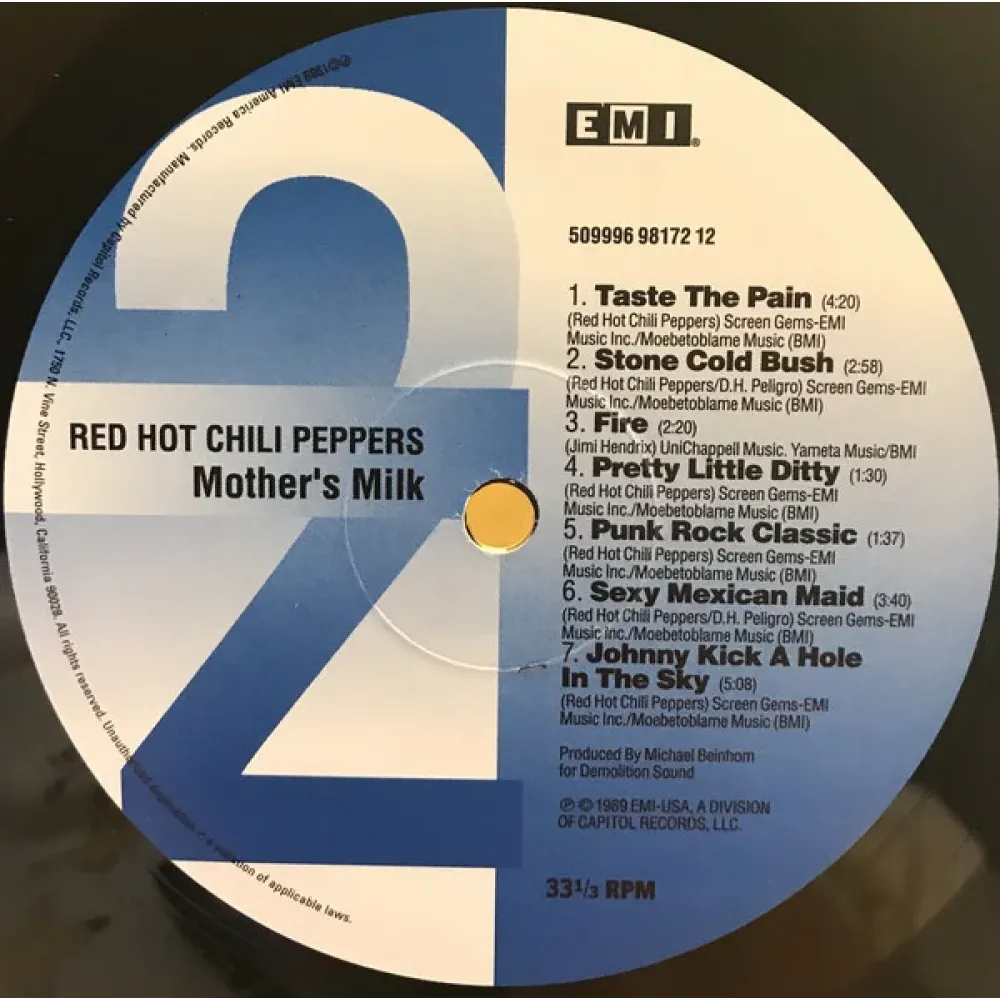 2
EMI®
509996 98172 12
1. Taste The Pain (4:20)
(Red Hot Chili Peppers) Screen Gems-EMI
Music Inc./Moebetoblame Music (BMI)
2. Stone Cold Bush (2:58)
(Red Hot Chili Peppers/D.H. Peligro) Screen Gems-EMI
Music Inc./Moebetoblame Music (BMI)
3. Fire (2:20)
(Jimi Hendrix) UniChappell Music. Yameta Music/BMI
4. Pretty Little Ditty (1:30)
(Red Hot Chili Peppers) Screen Gems-EMI
Music Inc./Moebetoblame Music (BMI)
5. Punk Rock Classic (1:37)
(Red Hot Chili Peppers) Screen Gems-EMI
Music Inc./Moebetoblame Music (BMI)
6. Sexy Mexican Maid (3:40)
(Red Hot Chili Peppers/D.H. Peligro) Screen Gems-EMI
Music Inc./Moebetoblame Music (BMI)
7. Johnny Kick A Hole
In The Sky (5:08)
(Red Hot Chili Peppers) Screen Gems-EMI
Music Inc./Moebetoblame Music (BMI)
Produced By Michael Beinhorn
for Demolition Sound
℗ © 1989 EMI-USA, A DIVISION
OF CAPITOL RECORDS, LLC.
33 1/3 RPM
RED HOT CHILI PEPPERS
Mother's Milk
℗©1989 EMI America Records. Manufactured by Capitol Records, LLC., 1750 N. Vine Street, Hollywood, California 90028. All rights reserved. Unauthorized duplication is a violation of applicable laws.